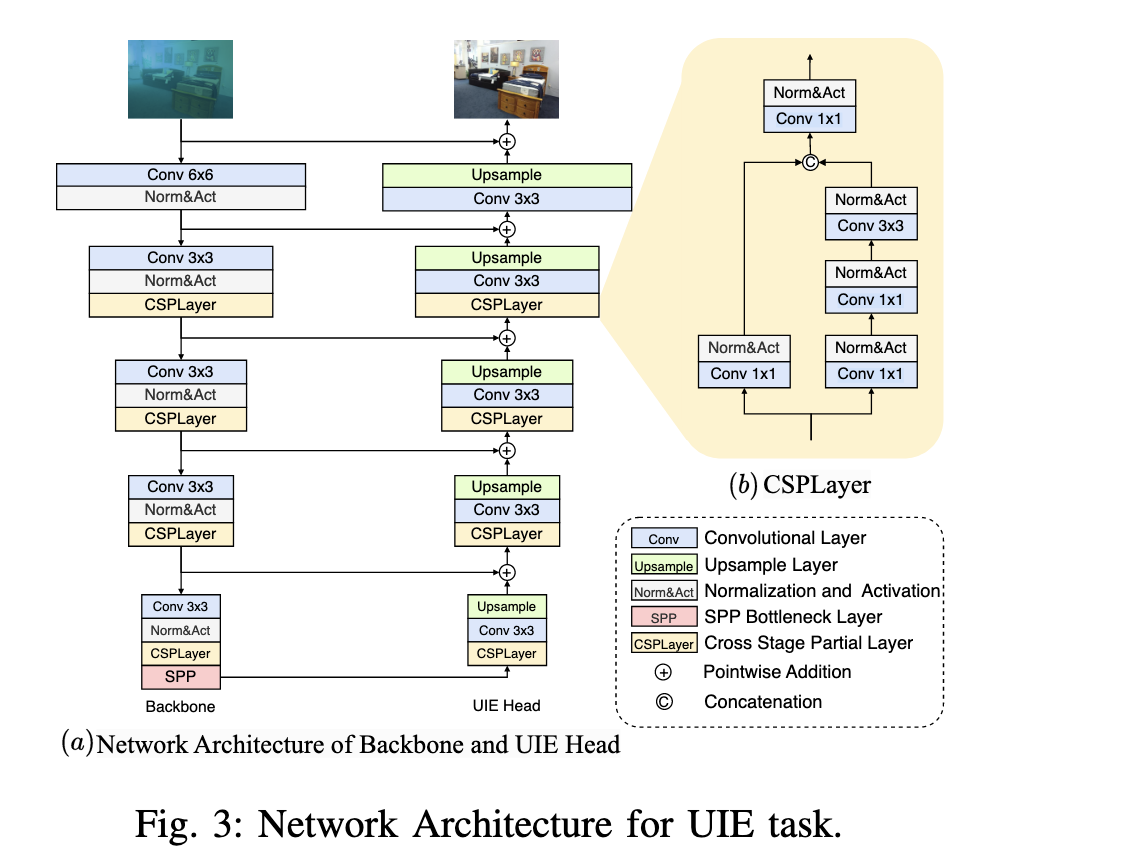 Conv 6x6
Norm&Act
Conv 3x3
Norm&Act
CSPLayer
Conv 3x3
Norm&Act
CSPLayer
Conv 3x3
Norm&Act
CSPLayer
Conv 3x3
Norm&Act
CSPLayer
SPP
Backbone
+
Upsample
Conv 3x3
+
Upsample
Conv 3x3
CSPLayer
+
Upsample
Conv 3x3
CSPLayer
+
Upsample
Conv 3x3
CSPLayer
+
Upsample
Conv 3x3
CSPLayer
UIE Head
(a)Network Architecture of Backbone and UIE Head
Norm&Act
Conv 1x1
C
Norm&Act
Conv 3x3
Norm&Act
Conv 1x1
Norm&Act
Conv 1x1
Norm&Act
Conv 1x1
(b) CSPLayer
Conv Convolutional Layer
Upsample Upsample Layer
Norm&Act Normalization and Activation
SPP SPP Bottleneck Layer
CSPLayer Cross Stage Partial Layer
+ Pointwise Addition
C Concatenation
Fig. 3: Network Architecture for UIE task.